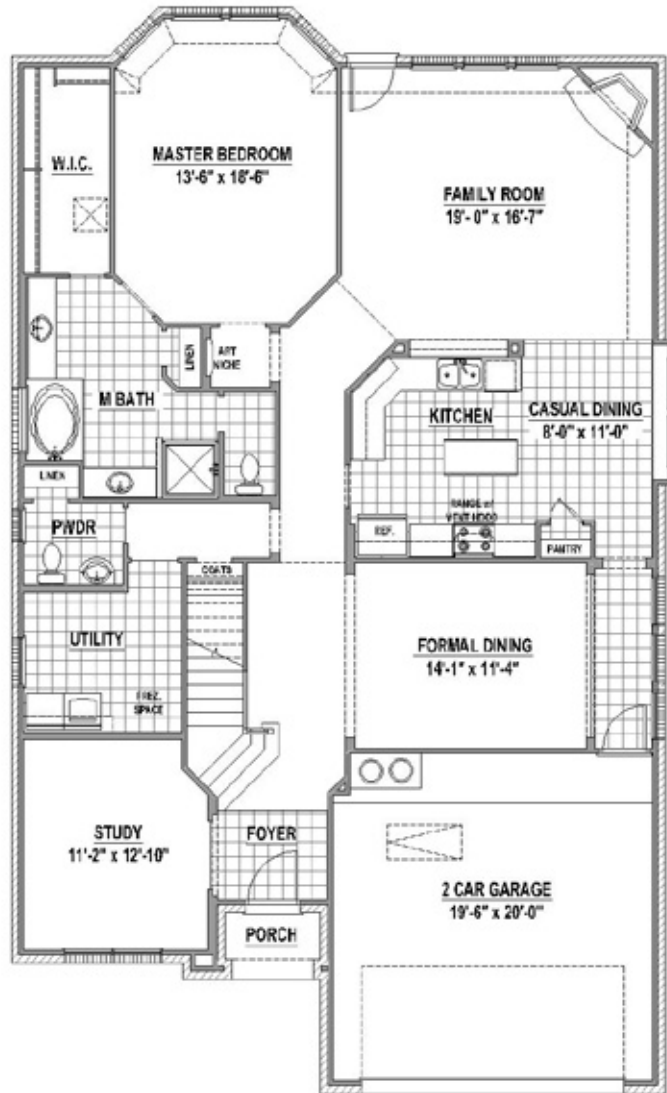 MASTER BEDROOM
13'-6" x 18'-6"
W.I.C.
FAMILY ROOM
19'-0" x 16'-7"
LINEN
ART
NICHE
M BATH
KITCHEN
CASUAL DINING
8'-0" x 11'-0"
LINEN
PWDR
RANGE w/
VENT HOOD
REF.
PANTRY
COATS
UTILITY
FREZ.
SPACE
FORMAL DINING
14'-1" x 11'-4"
STUDY
11'-2" x 12'-10"
FOYER
2 CAR GARAGE
19'-6" x 20'-0"
PORCH